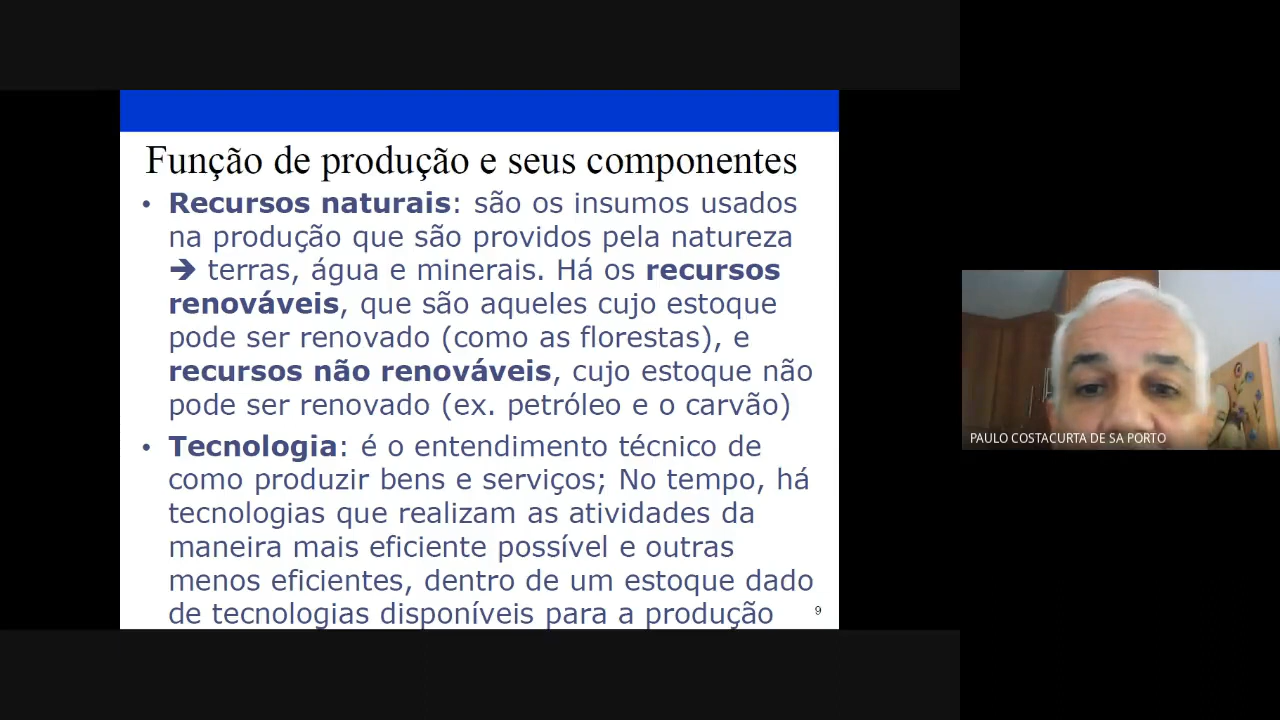 Função de produção e seus componentes
• Recursos naturais: são os insumos usados
na produção que são providos pela natureza
➔ terras, água e minerais. Há os recursos
renováveis, que são aqueles cujo estoque
pode ser renovado (como as florestas), e
recursos não renováveis, cujo estoque não
pode ser renovado (ex. petróleo e o carvão)
• Tecnologia: é o entendimento técnico de
como produzir bens e serviços; No tempo, há
tecnologias que realizam as atividades da
maneira mais eficiente possível e outras
menos eficientes, dentro de um estoque dado
de tecnologias disponíveis para a produção
9
PAULO COSTACURTA DE SA PORTO